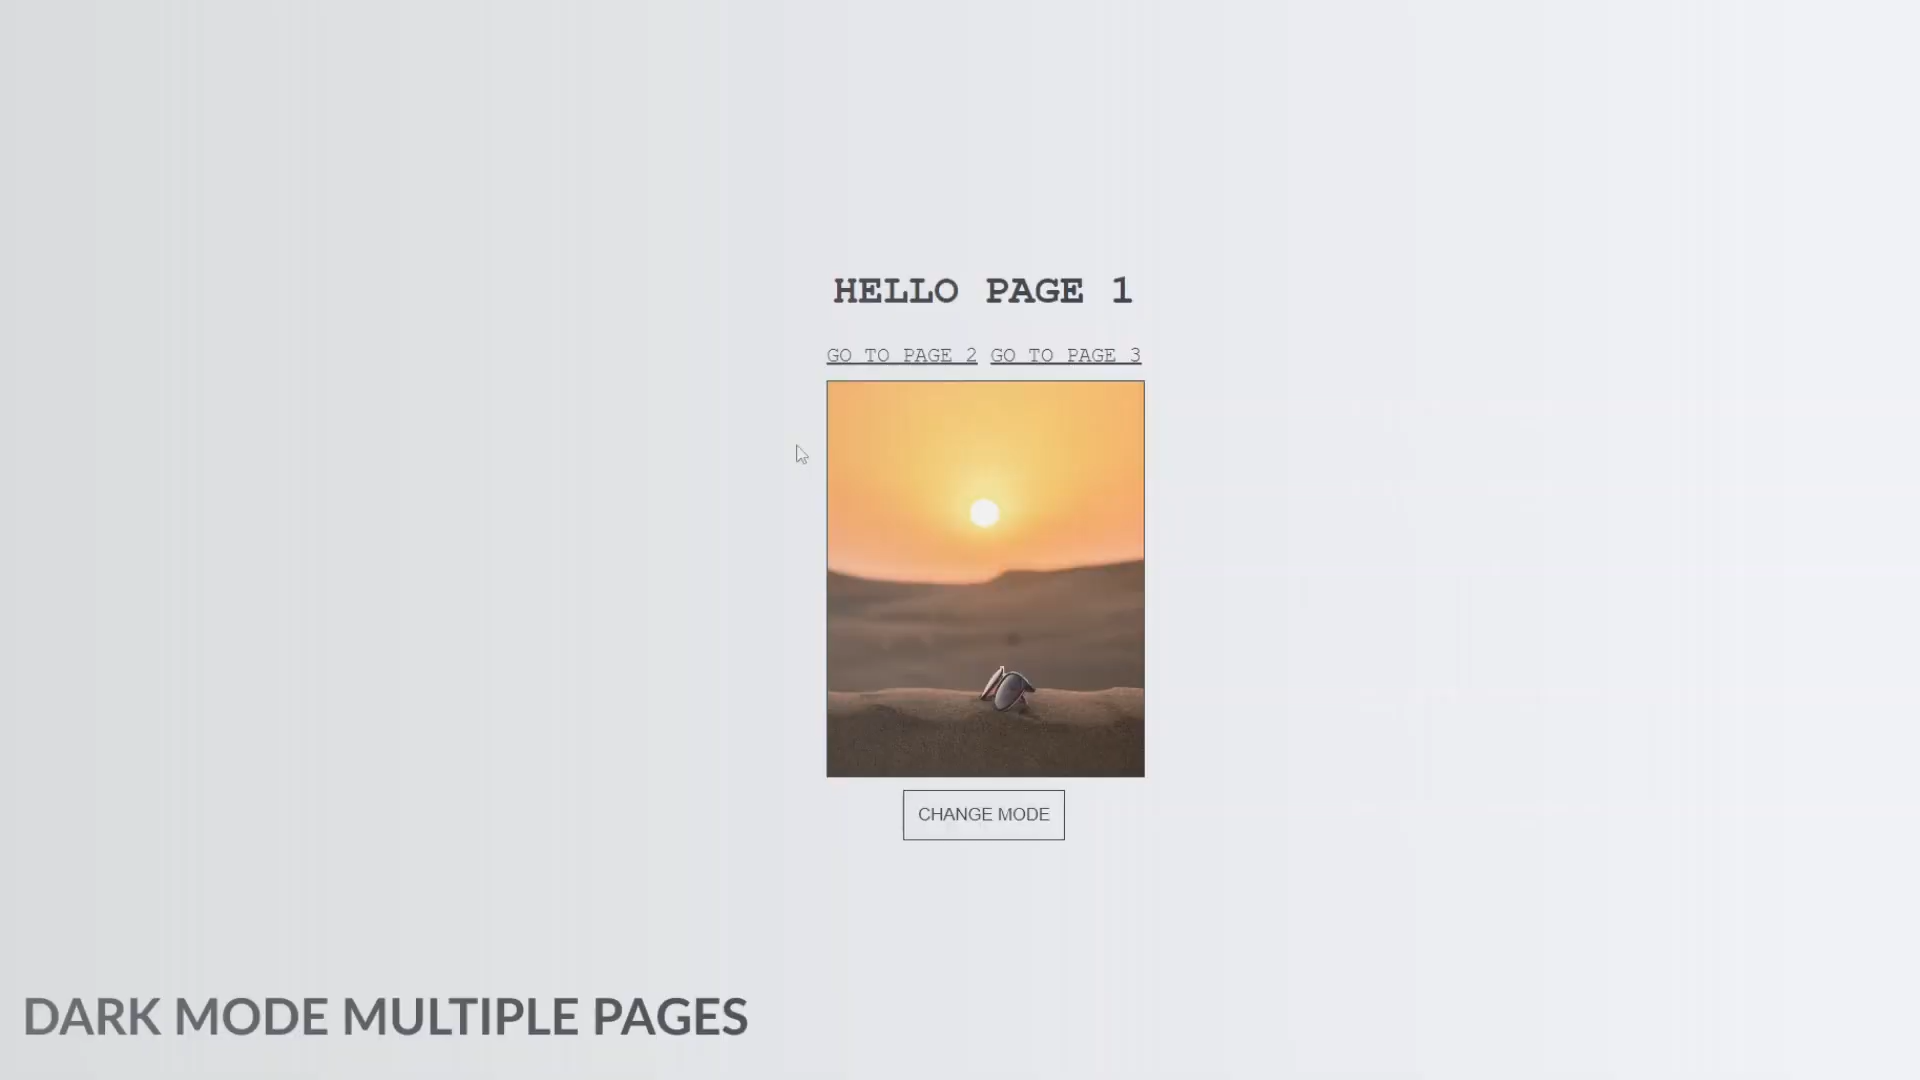 HELLO PAGE 1
GO TO PAGE 2 GO TO PAGE 3
CHANGE MODE
DARK MODE MULTIPLE PAGES